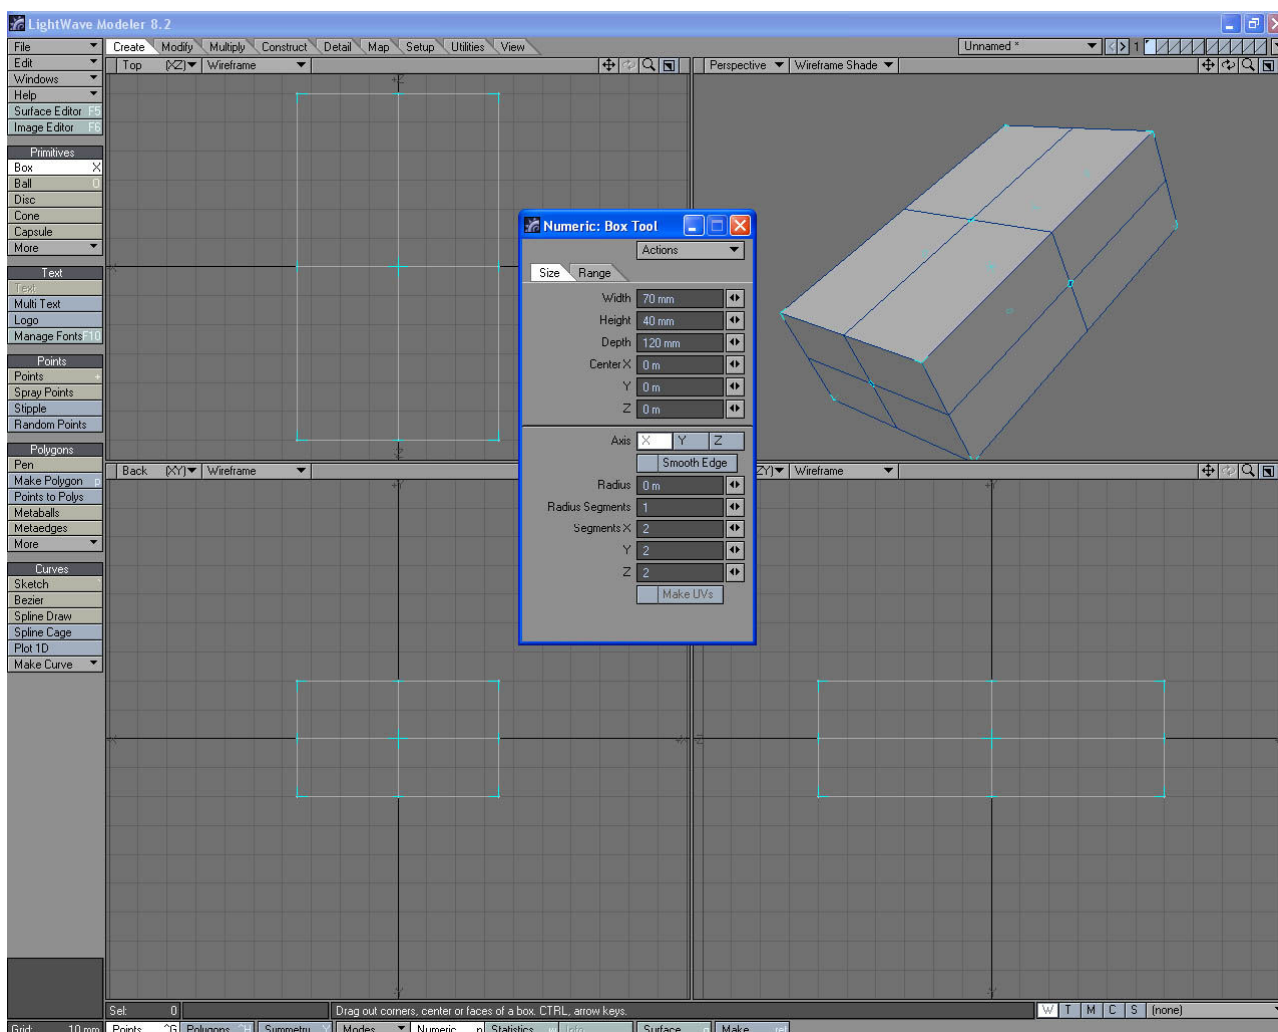 LightWave Modeler 8.2
File
Create Modify Multiply Construct Detail Map Setup Utilities View
Unnamed * 1
Edit
Top (XZ) Wireframe
Perspective Wireframe Shade
Windows
Help
Surface Editor F5
Image Editor F6
Primitives
Box X
Ball O
Disc
Cone
Capsule
More
Text
Text
Multi Text
Logo
Manage Fonts F10
Points
Points +
Spray Points
Stipple
Random Points
Polygons
Pen
Make Polygon p
Points to Polys
Metaballs
Metaedges
More
Curves
Sketch
Bezier
Spline Draw
Spline Cage
Plot 1D
Make Curve
Numeric: Box Tool
Actions
Size Range
Width 70 mm
Height 40 mm
Depth 120 mm
Center X 0 m
Y 0 m
Z 0 m
Axis X Y Z
Smooth Edge
Radius 0 m
Radius Segments 1
Segments X 2
Y 2
Z 2
Make UVs
Back (XY) Wireframe
ZY) Wireframe
Sel: 0
Drag out corners, center or faces of a box. CTRL, arrow keys.
W T M C S (none)
Grid: 10 mm
Points ^G Polygons ^H Symmetry Y Modes Numeric n Statistics w Info Surface q Make ret